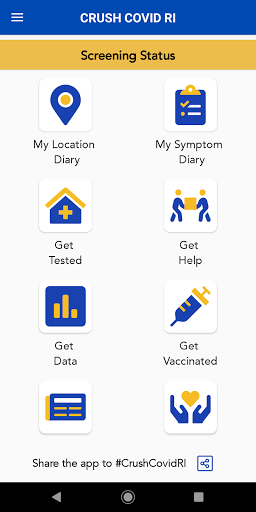 CRUSH COVID RI
Screening Status
My Location
Diary
My Symptom
Diary
Get
Tested
Get
Help
Get
Data
Get
Vaccinated
Share the app to #CrushCovidRI